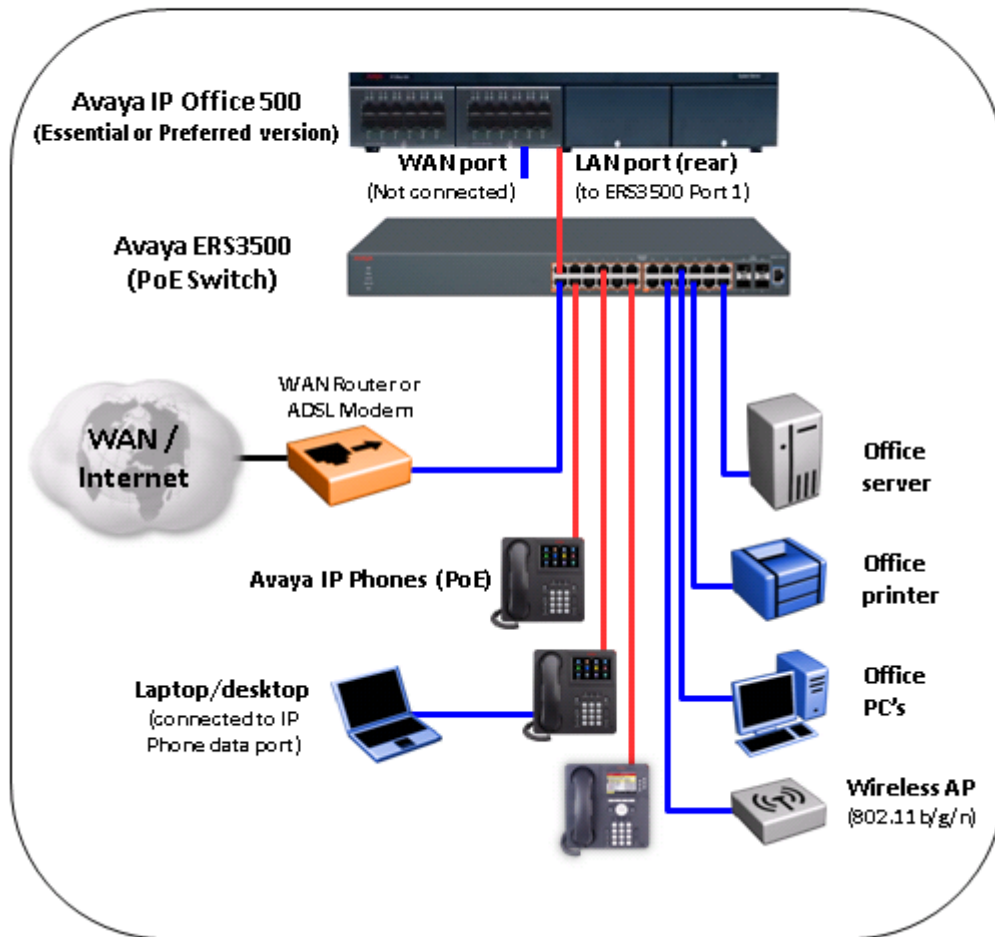 Avaya IP Office 500
(Essential or Preferred version)
WAN port
(Not connected)
LAN port (rear)
(to ERS3500 Port 1)
Avaya ERS3500
(PoE Switch)
WAN Router or
ADSL Modem
WAN /
Internet
Office
server
Avaya IP Phones (PoE)
Office
printer
Laptop/desktop
(connected to IP
Phone data port)
Office
PC's
Wireless AP
(802.11 b/g/n)